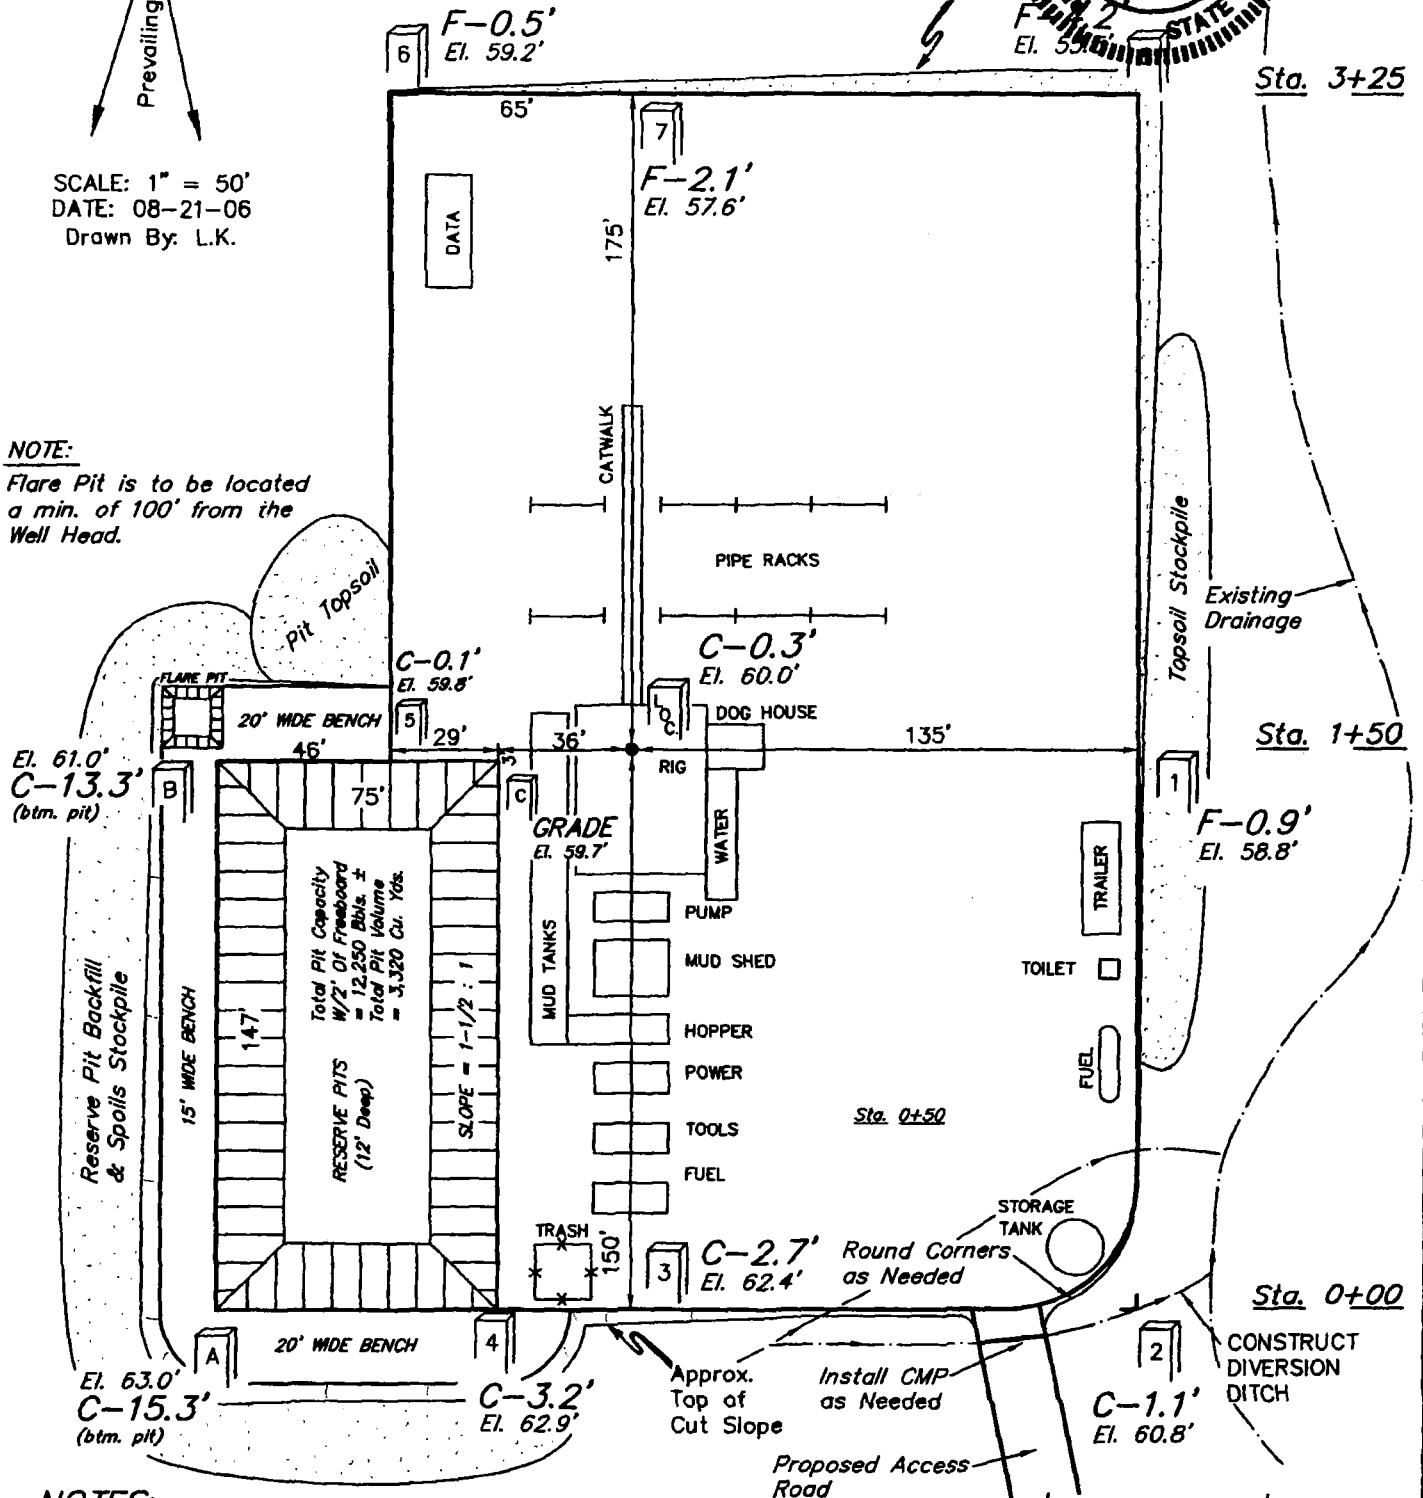 Prevailing
6
F-0.5'
El. 59.2'
STATE
Sta. 3+25
65'
7
F-2.1'
El. 57.6'
SCALE: 1" = 50'
DATE: 08-21-06
Drawn By: L.K.
DATA
175'
CATWALK
NOTE:
Flare Pit is to be located
a min. of 100' from the
Well Head.
PIPE RACKS
Pit Topsoil
Topsoil Stockpile
Existing
Drainage
C-0.1'
El. 59.8'
5
C-0.3'
El. 60.0'
LOC.
FLARE PIT
20' WIDE BENCH
46'
29'
3'
36'
DOG HOUSE
RIG
135'
Sta. 1+50
El. 61.0'
C-13.3'
(btm. pit)
B
75'
C
GRADE
El. 59.7'
WATER
1
F-0.9'
El. 58.8'
TRAILER
Total Pit Capacity
W/2' Of Freeboard
= 12,250 Bbls. ±
Total Pit Volume
= 3,320 Cu. Yds.
MUD TANKS
PUMP
MUD SHED
TOILET
HOPPER
POWER
FUEL
TOOLS
FUEL
Sta. 0+50
Reserve Pit Backfill
& Spoils Stockpile
15' WIDE BENCH
147'
RESERVE PITS
(12' Deep)
SLOPE = 1-1/2 : 1
TRASH
150'
3
C-2.7'
El. 62.4'
STORAGE
TANK
Round Corners
as Needed
Sta. 0+00
A
20' WIDE BENCH
4
El. 63.0'
C-15.3'
(btm. pit)
C-3.2'
El. 62.9'
Approx.
Top of
Cut Slope
Install CMP
as Needed
2
C-1.1'
El. 60.8'
CONSTRUCT
DIVERSION
DITCH
Proposed Access
Road
NOTES: